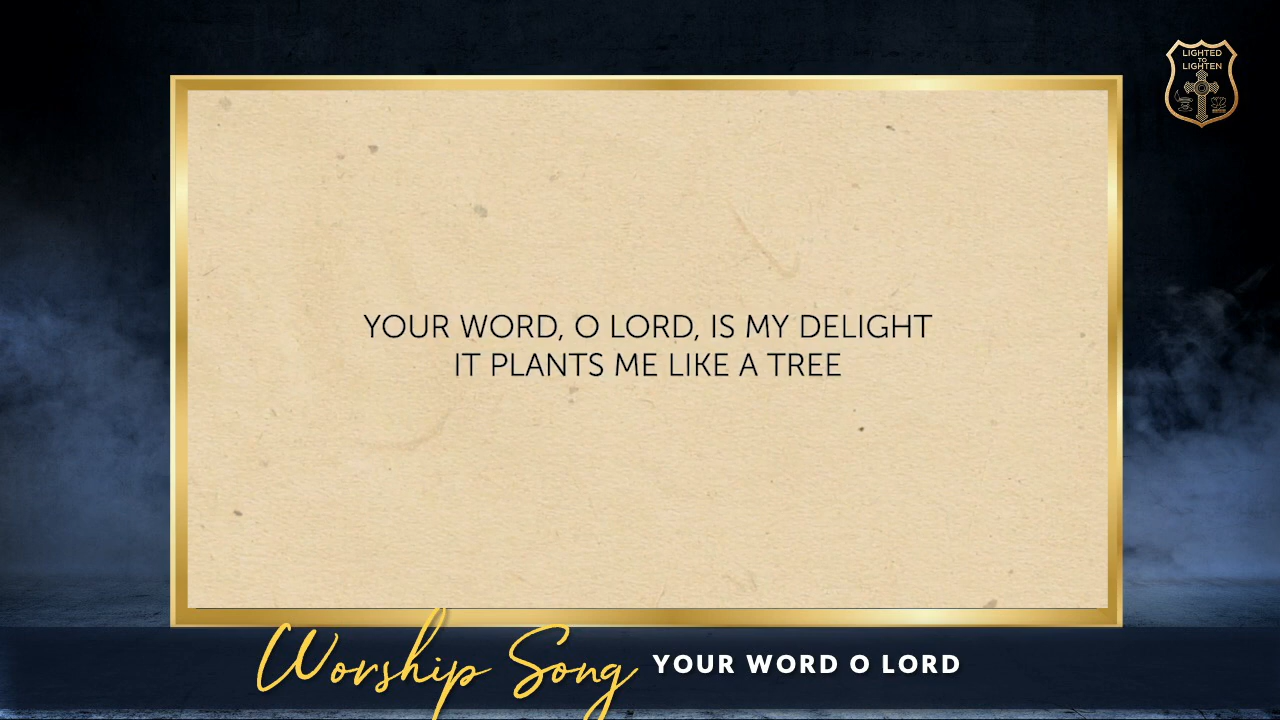 LIGHTED
TO
LIGHTEN
YOUR WORD, O LORD, IS MY DELIGHT
IT PLANTS ME LIKE A TREE
Worship Song YOUR WORD O LORD